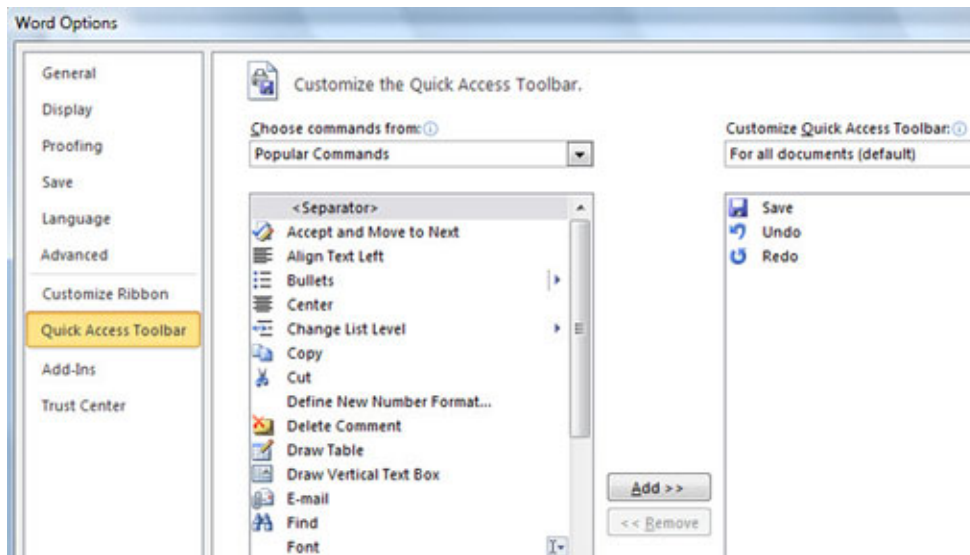 Word Options
General
Display
Proofing
Save
Language
Advanced
Customize Ribbon
Quick Access Toolbar
Add-Ins
Trust Center
Customize the Quick Access Toolbar.
Choose commands from:
Popular Commands
<Separator>
Accept and Move to Next
Align Text Left
Bullets
Center
Change List Level
Copy
Cut
Define New Number Format...
Delete Comment
Draw Table
Draw Vertical Text Box
E-mail
Find
Font
Add >>
<< Remove
Customize Quick Access Toolbar:
For all documents (default)
Save
Undo
Redo